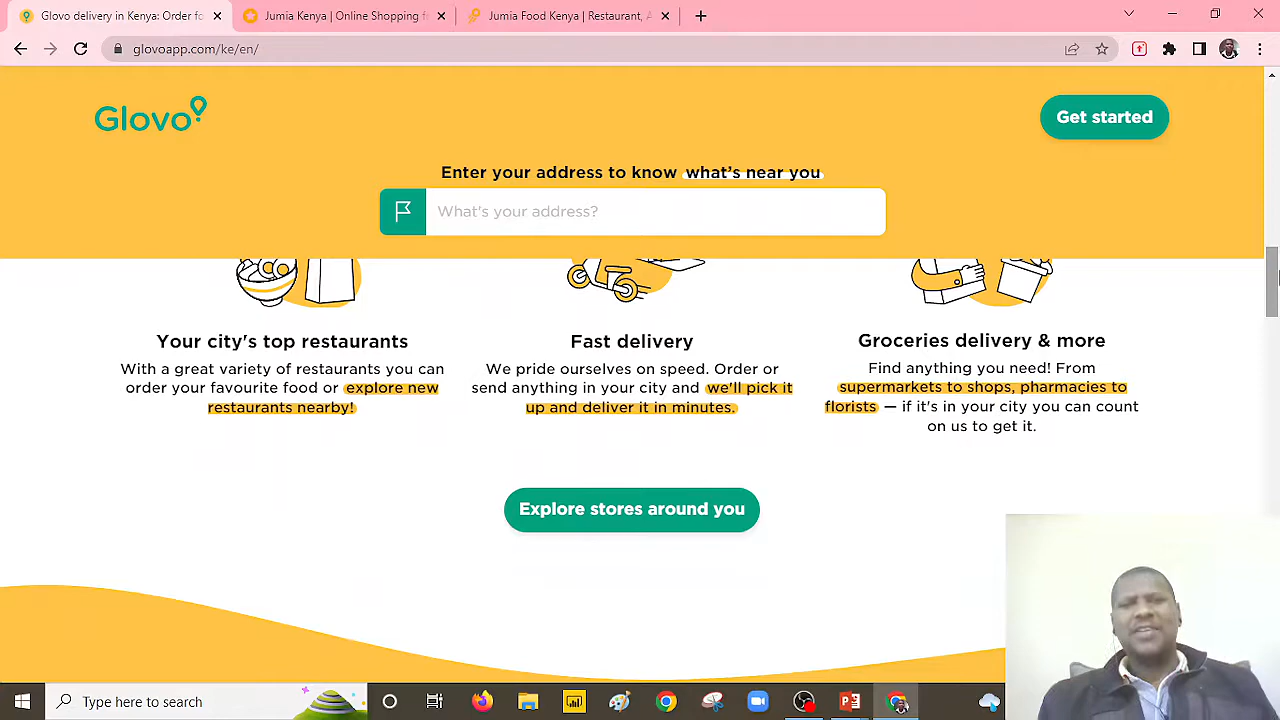 Glovo delivery in Kenya: Order fo
Jumia Kenya | Online Shopping f
Jumia Food Kenya | Restaurant, A
glovoapp.com/ke/en/
Glovo
Get started
Enter your address to know what's near you
What's your address?
Your city's top restaurants
With a great variety of restaurants you can
order your favourite food or explore new
restaurants nearby!
Fast delivery
We pride ourselves on speed. Order or
send anything in your city and we'll pick it
up and deliver it in minutes.
Groceries delivery & more
Find anything you need! From
supermarkets to shops, pharmacies to
florists — if it's in your city you can count
on us to get it.
Explore stores around you
Type here to search